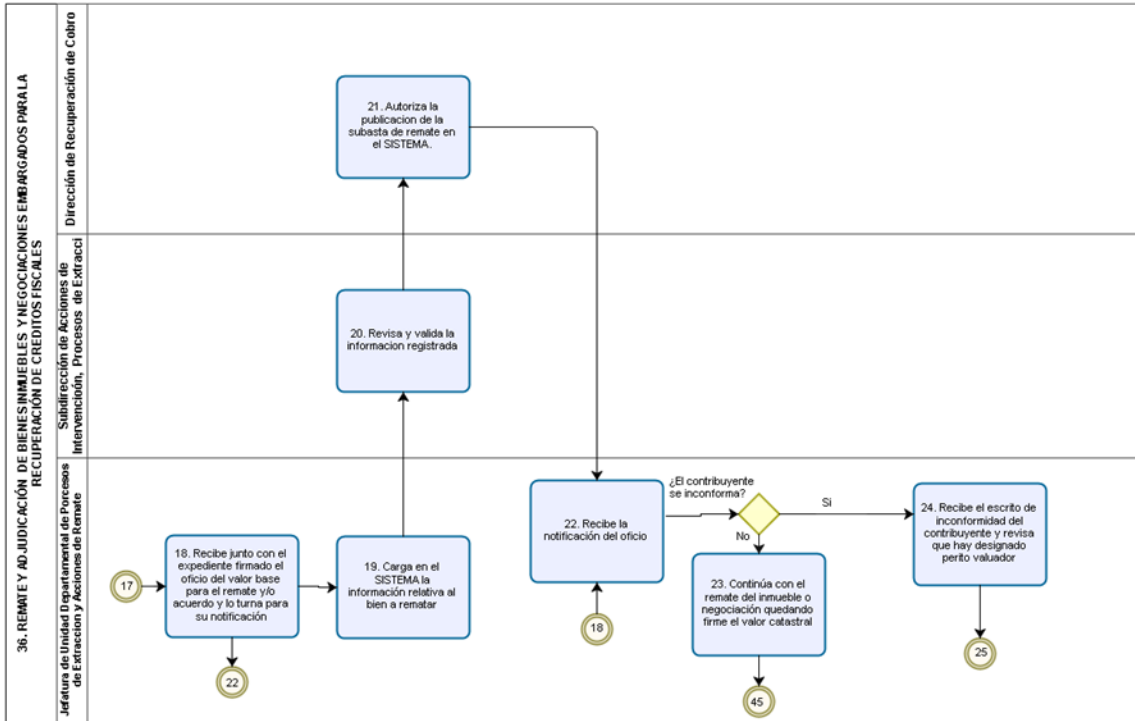 36. REMATE Y ADJUDICACIÓN DE BIENES INMUEBLES Y NEGOCIACIONES EMBARGADOS PARA LA
RECUPERACIÓN DE CREDITOS FISCALES
Dirección de Recuperación de Cobro
21. Autoriza la
publicacion de la
subasta de remate en
el SISTEMA.
Subdirección de Acciones de
Intervencioón, Procesos de Extracci
20. Revisa y valida la
informacion registrada
Jefatura de Unidad Departamental de Porcesos
de Extraccion y Acciones de Remate
17
18. Recibe junto con el
expediente firmado el
oficio del valor base
para el remate y/o
acuerdo y lo turna para
su notificación
22
19. Carga en el
SISTEMA la
información relativa al
bien a rematar
22. Recibe la
notificación del oficio
18
¿El contribuyente
se inconforma?
Si
No
23. Continúa con el
remate del inmueble o
negociación quedando
firme el valor catastral
45
24. Recibe el escrito de
inconformidad del
contribuyente y revisa
que hay designado
perito valuador
25